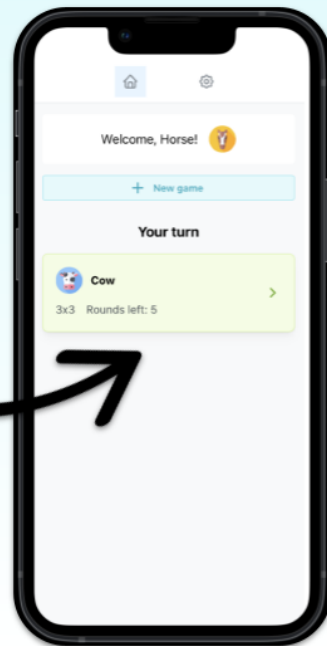 Welcome, Horse!
+ New game
Your turn
Cow
3x3 Rounds left: 5